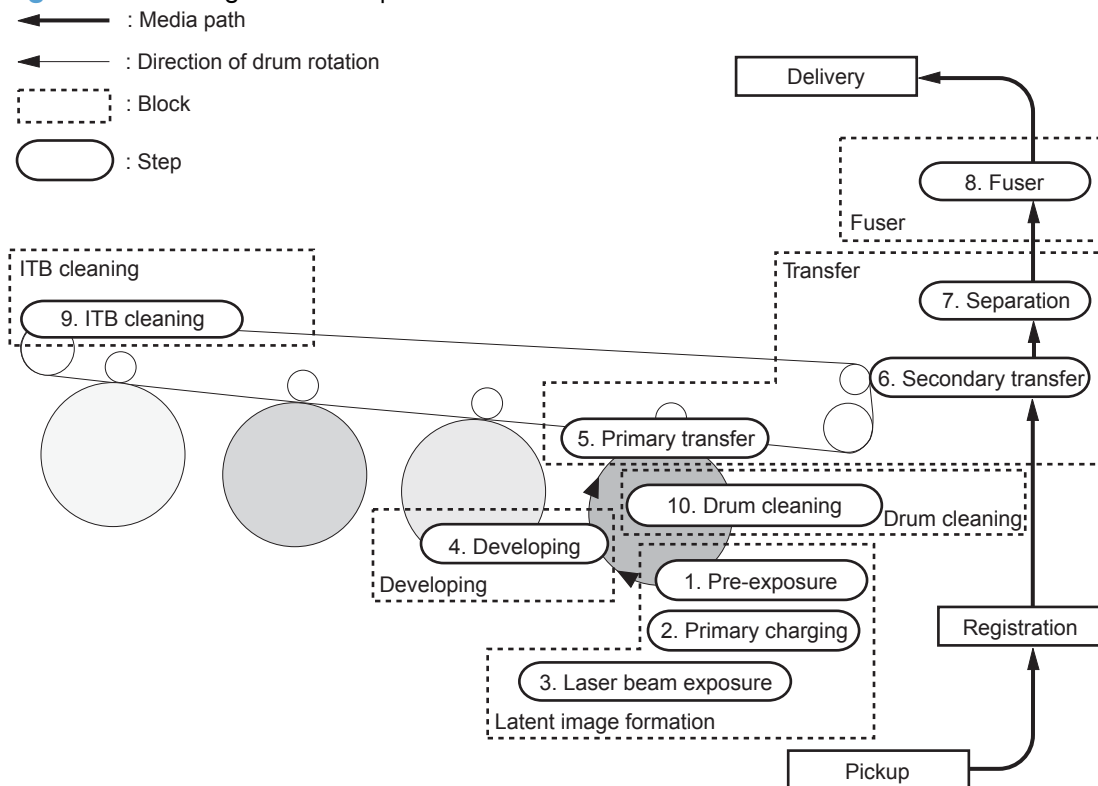 : Media path
: Direction of drum rotation
: Block
: Step
Delivery
8. Fuser
Fuser
ITB cleaning
Transfer
9. ITB cleaning
7. Separation
6. Secondary transfer
5. Primary transfer
10. Drum cleaning
Drum cleaning
4. Developing
Developing
1. Pre-exposure
2. Primary charging
Registration
3. Laser beam exposure
Latent image formation
Pickup